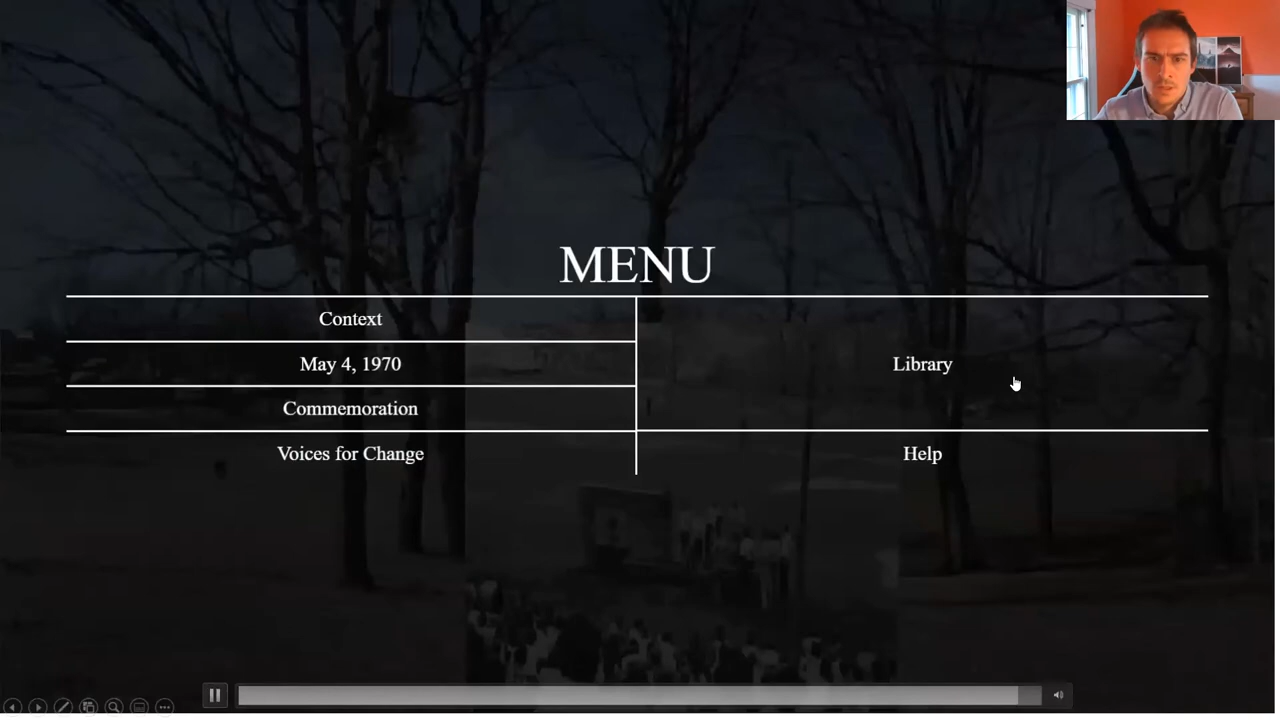 MENU
Context
May 4, 1970
Commemoration
Voices for Change
Library
Help